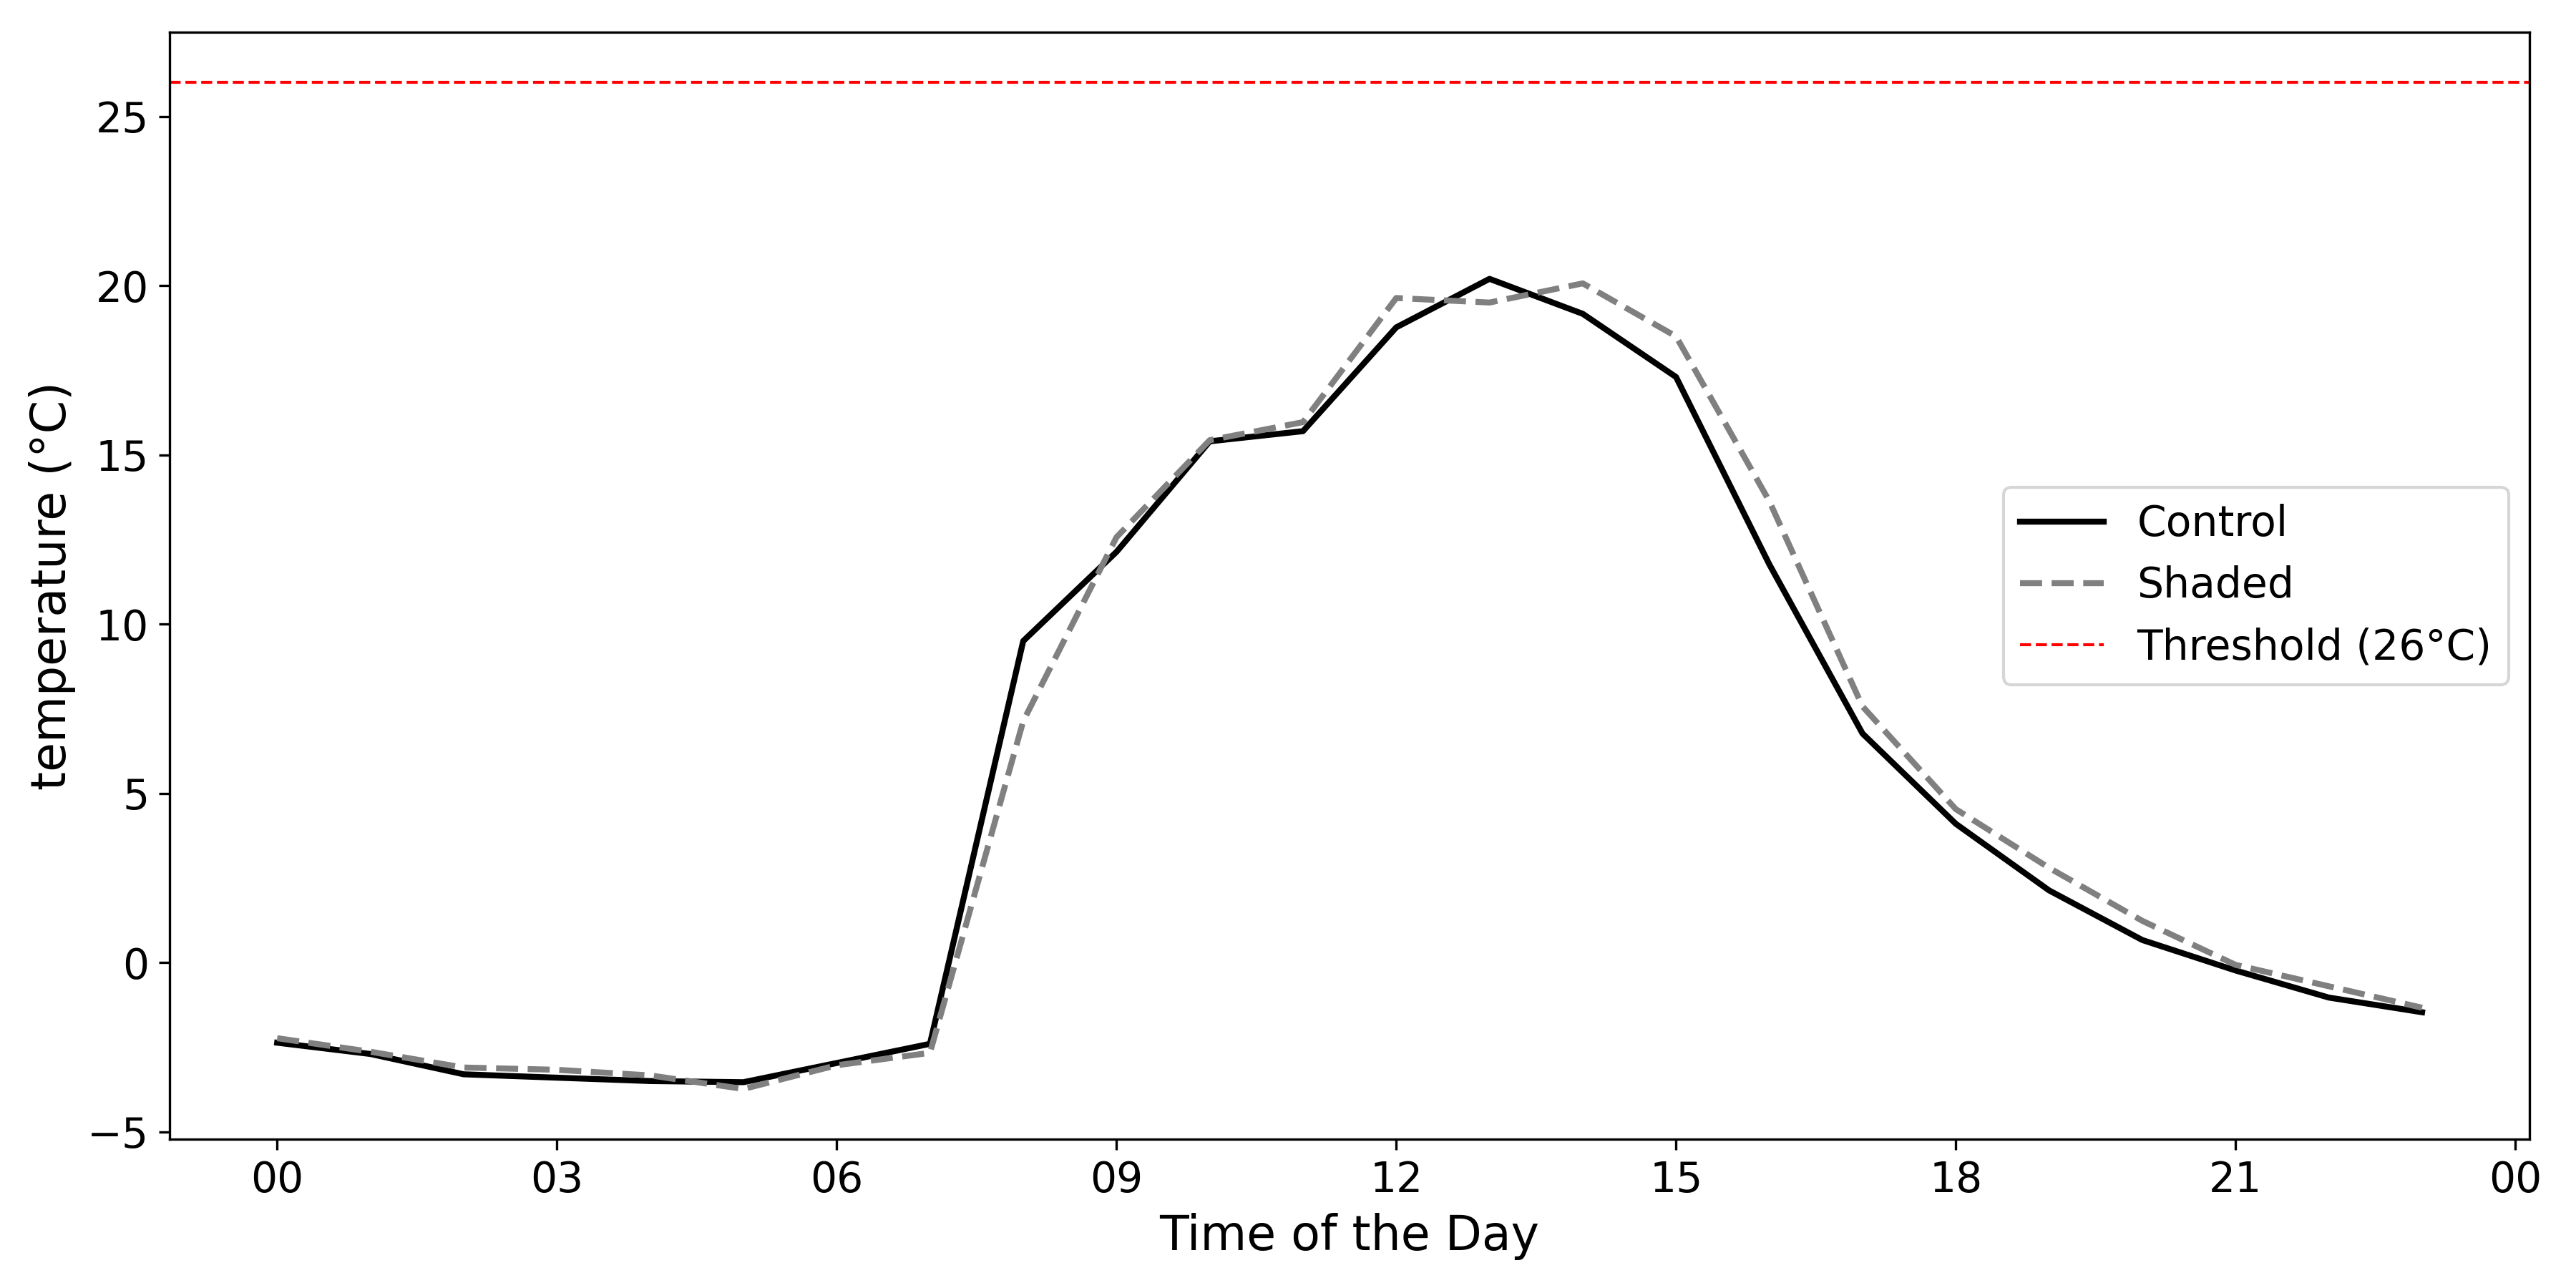 temperature (°C)
25
20
15
10
5
0
−5
00 03 06 09 12 15 18 21 00
Time of the Day
Control
Shaded
Threshold (26°C)